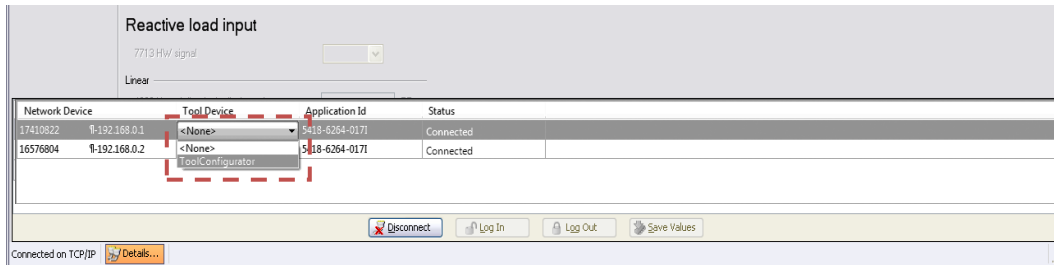 Reactive load input
7713 HW signal
Linear
Network Device Tool Device Application Id Status
17410822 ¶-192.168.0.1 <None> 5418-6264-017I Connected
16576804 ¶-192.168.0.2 <None> 5418-6264-017I Connected
ToolConfigurator
Disconnect Log In Log Out Save Values
Connected on TCP/IP Details...